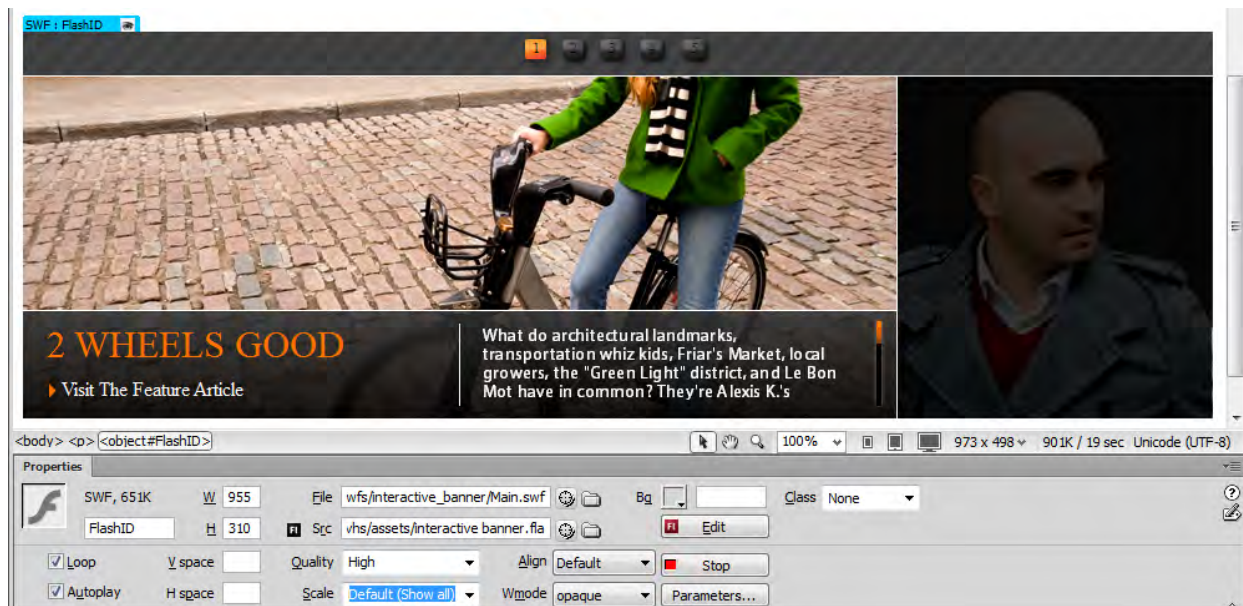 SWF : FlashID
1 2 3 4 5
2 WHEELS GOOD
Visit The Feature Article
What do architectural landmarks,
transportation whiz kids, Friar's Market, local
growers, the "Green Light" district, and Le Bon
Mot have in common? They're Alexis K.'s
<body> <p> <object#FlashID>
100%
973 x 498
901K / 19 sec Unicode (UTF-8)
Properties
SWF, 651K W 955 File wfs/interactive_banner/Main.swf Bg Class None
FlashID H 310 Src vhs/assets/interactive banner.fla Edit
Loop V space Quality High Align Default Stop
Autoplay H space Scale Default (Show all) Wmode opaque Parameters...